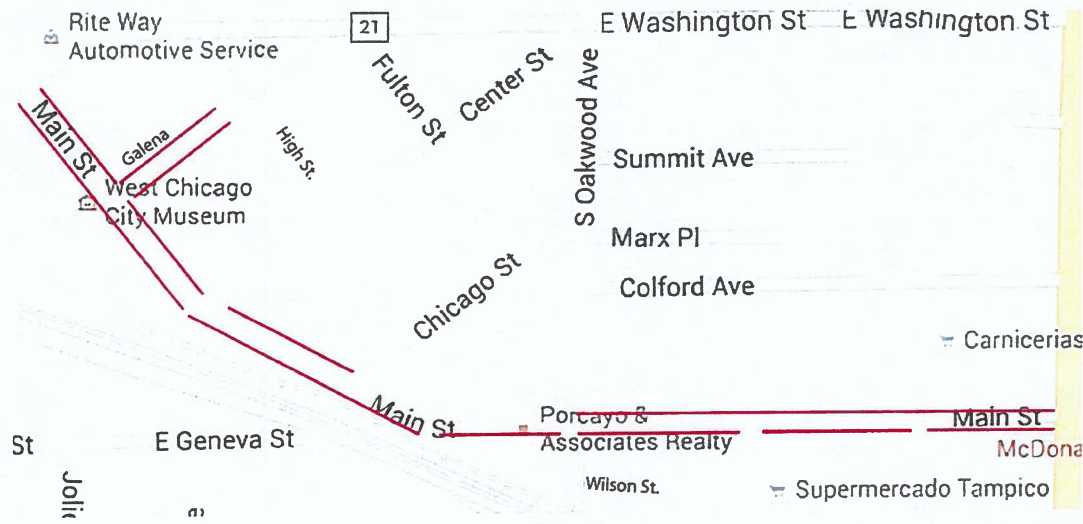 Rite Way
Automotive Service
21
E Washington St
E Washington St
Fulton St
Center St
S Oakwood Ave
Main St
Galena
High St.
Summit Ave
West Chicago
City Museum
Marx Pl
Colford Ave
Chicago St
Carnicerias
Main St
Porcayo &
Associates Realty
Main St
St
E Geneva St
McDona
Wilson St.
Supermercado Tampico
Jolie